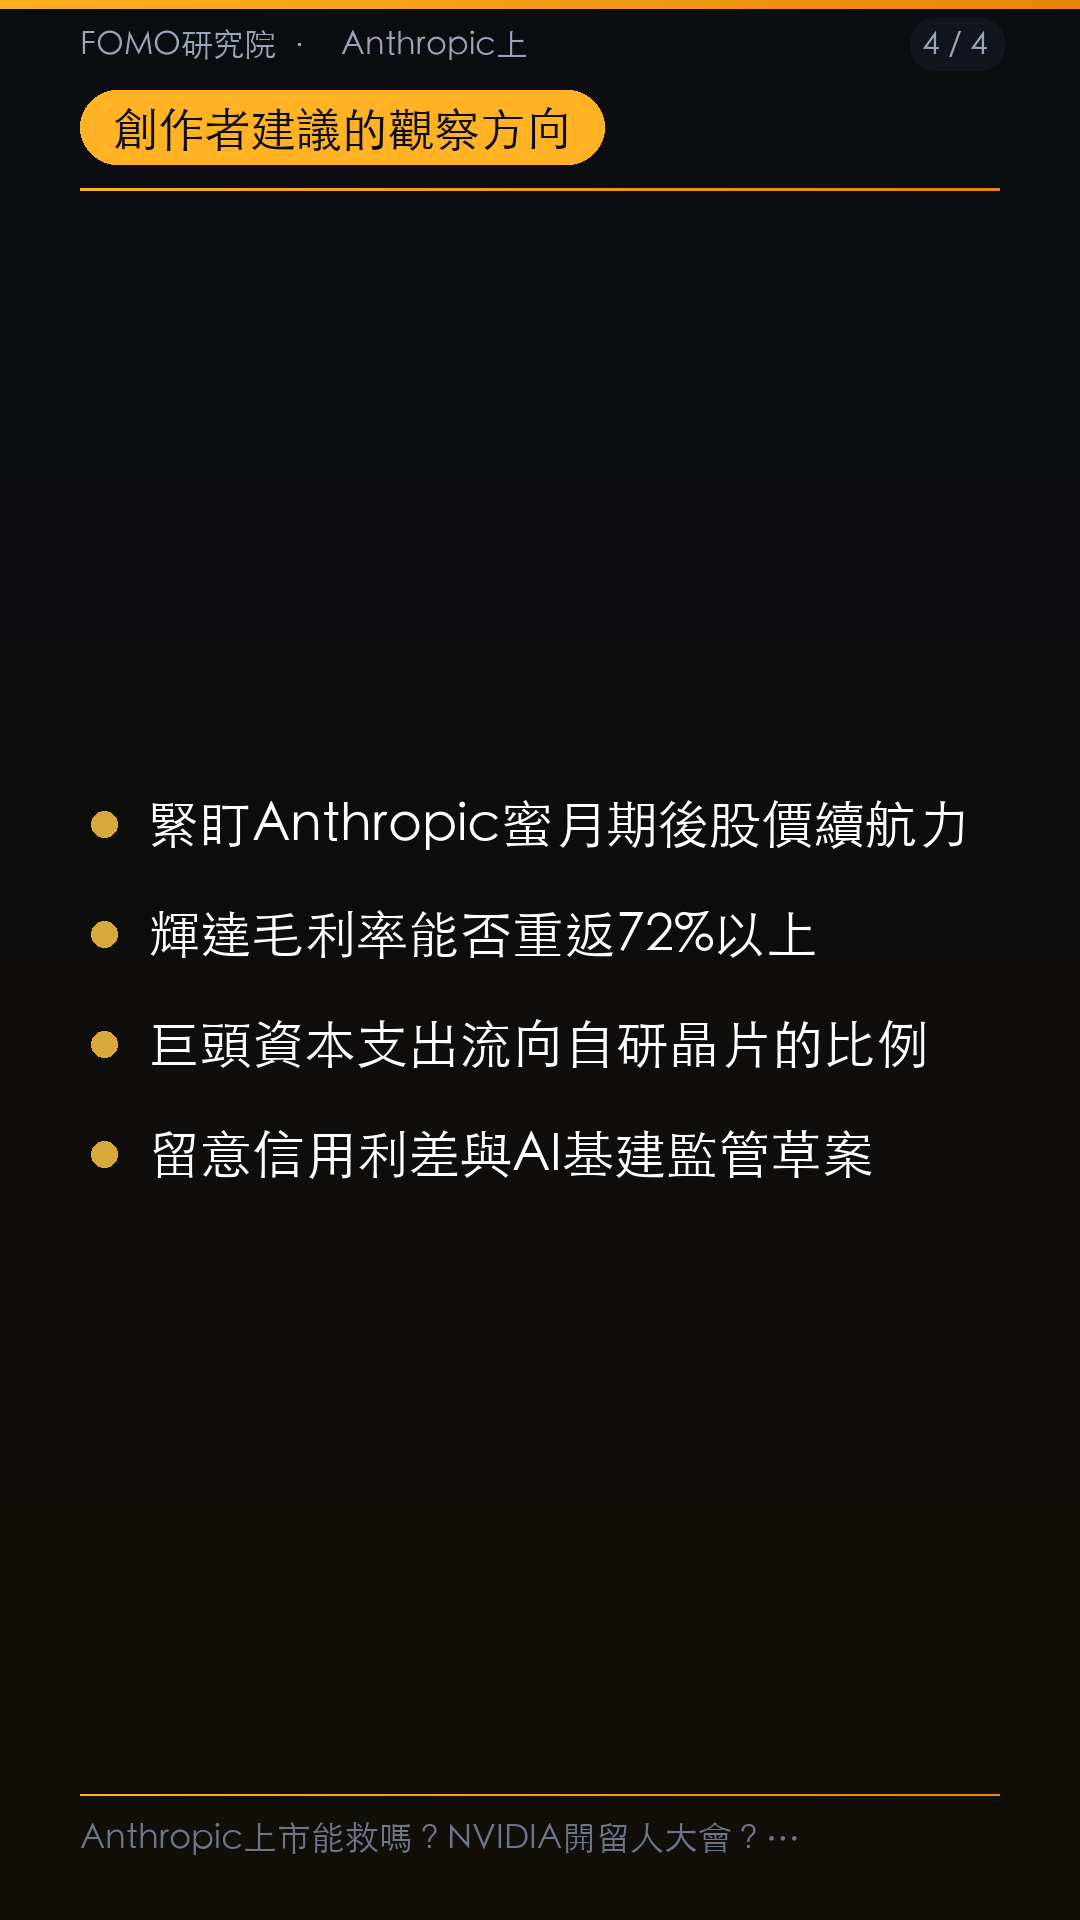 FOMO研究院 · Anthropic上
4 / 4
創作者建議的觀察方向
緊盯Anthropic蜜月期後股價續航力
輝達毛利率能否重返72%以上
巨頭資本支出流向自研晶片的比例
留意信用利差與AI基建監管草案
Anthropic上市能救嗎？NVIDIA開留人大會？⋯